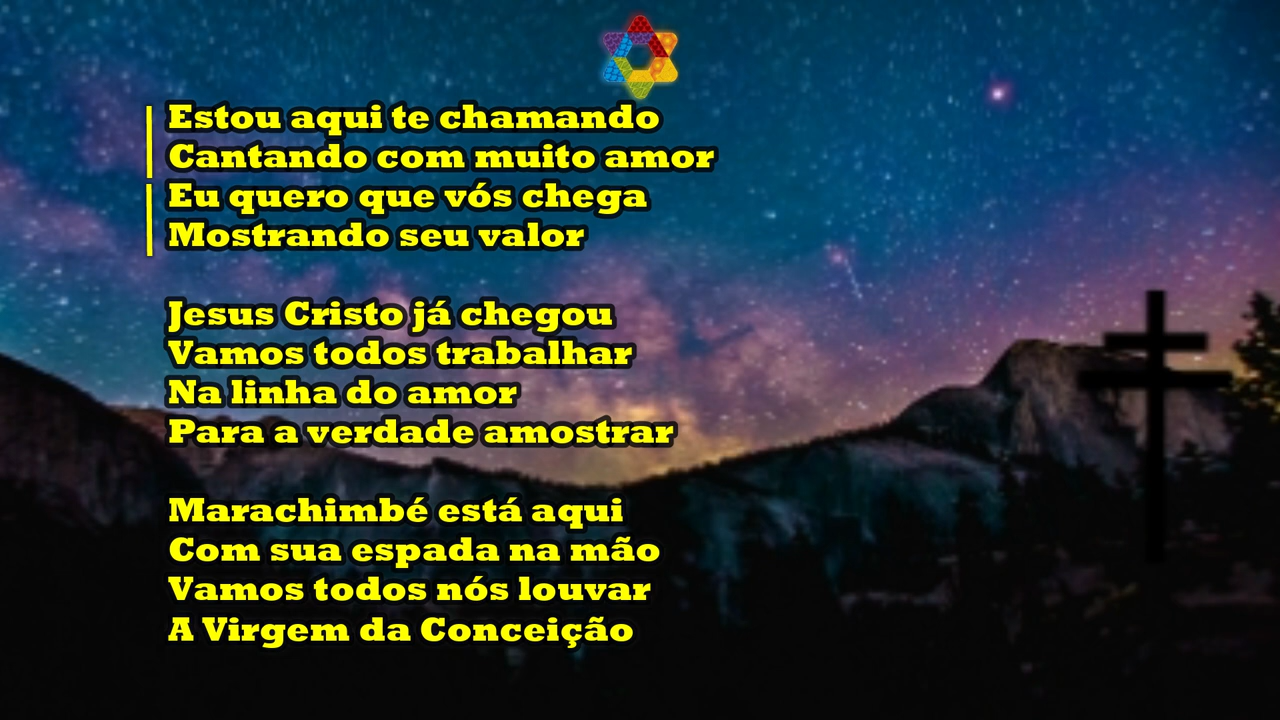 Estou aqui te chamando
Cantando com muito amor
Eu quero que vós chega
Mostrando seu valor
Jesus Cristo já chegou
Vamos todos trabalhar
Na linha do amor
Para a verdade amostrar
Marachimbé está aqui
Com sua espada na mão
Vamos todos nós louvar
A Virgem da Conceição